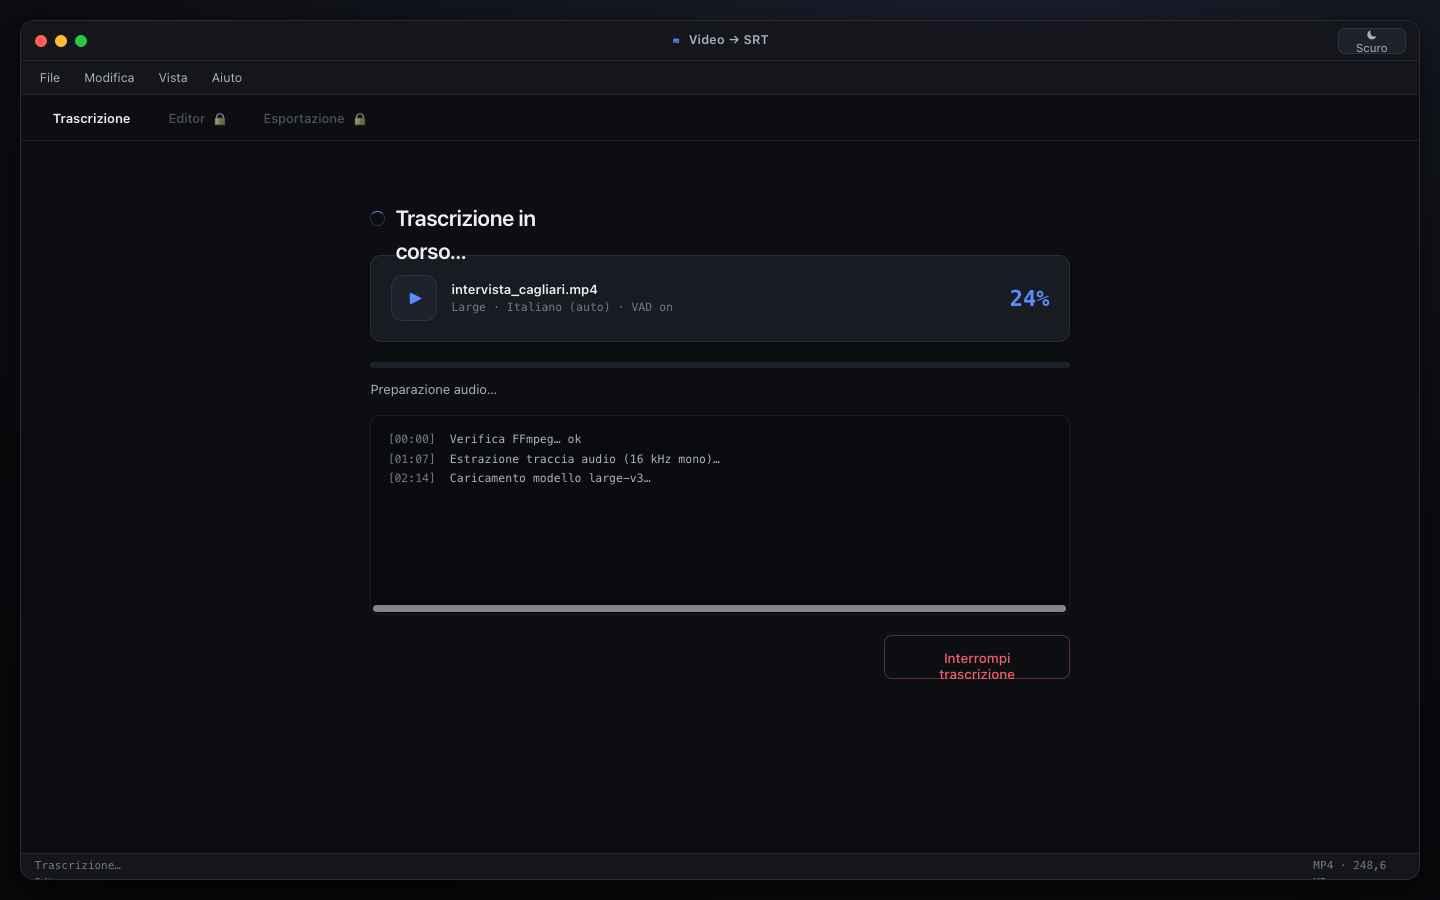 Video → SRT
Scuro
File Modifica Vista Aiuto
Trascrizione Editor Esportazione
Trascrizione in
corso…
intervista_cagliari.mp4
Large · Italiano (auto) · VAD on
24%
Preparazione audio…
[00:00] Verifica FFmpeg… ok
[01:07] Estrazione traccia audio (16 kHz mono)…
[02:14] Caricamento modello large-v3…
Interrompi
trascrizione
Trascrizione…
MP4 · 248,6